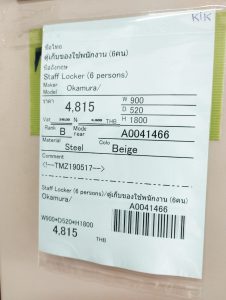 KIK
ชื่อไทย
ตู้เก็บของใช่พนักงาน (6คน)
ชื่ออังกฤษ
Staff Locker (6 persons)
Maker Okamura/
Model
ราคา 4,815 W 900
D 520
Vat % THB H 1800
Rank B Mode A0041466
Year
Material Steel Colo Beige
Comment
<!--TMZ190517-->
Staff Locker (6 persons)/ตู้เก็บของใช่พนักงาน (6คน)
Okamura/ A0041466
W900*D520*H1800
4,815 THB